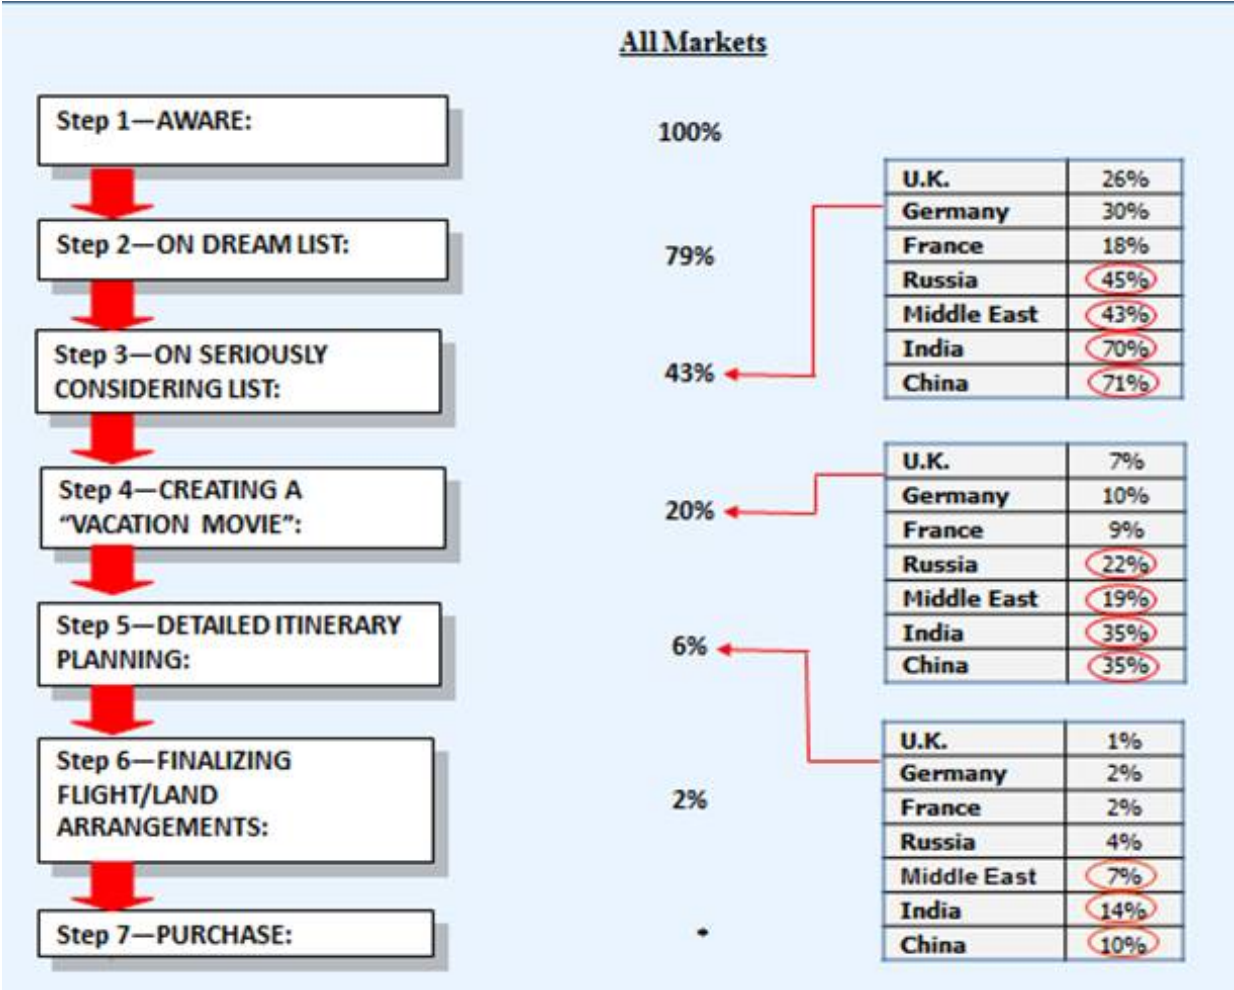 All Markets
Step 1—AWARE:
100%
Step 2—ON DREAM LIST:
79%
Step 3—ON SERIOUSLY
CONSIDERING LIST:
43%
Step 4—CREATING A
“VACATION MOVIE”:
20%
Step 5—DETAILED ITINERARY
PLANNING:
6%
Step 6—FINALIZING
FLIGHT/LAND
ARRANGEMENTS:
2%
Step 7—PURCHASE:
*
U.K. 26%
Germany 30%
France 18%
Russia 45%
Middle East 43%
India 70%
China 71%
U.K. 7%
Germany 10%
France 9%
Russia 22%
Middle East 19%
India 35%
China 35%
U.K. 1%
Germany 2%
France 2%
Russia 4%
Middle East 7%
India 14%
China 10%